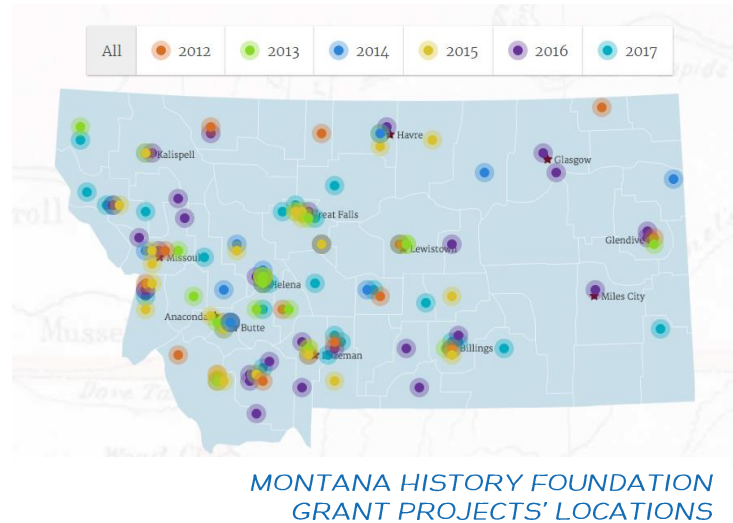 All 2012 2013 2014 2015 2016 2017
Havre
Kalispell
Glasgow
Great Falls
Glendive
Lewistown
Missoul
Helena
Miles City
Anaconda
Butte
Billings
MONTANA HISTORY FOUNDATION
GRANT PROJECTS' LOCATIONS